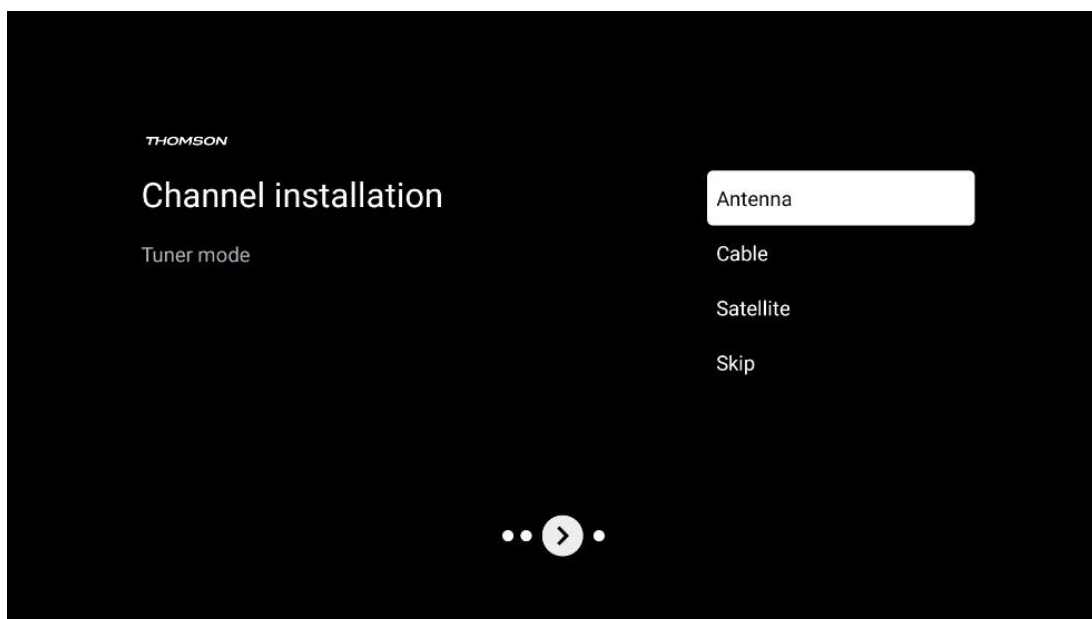 THOMSON
Channel installation
Tuner mode
Antenna
Cable
Satellite
Skip